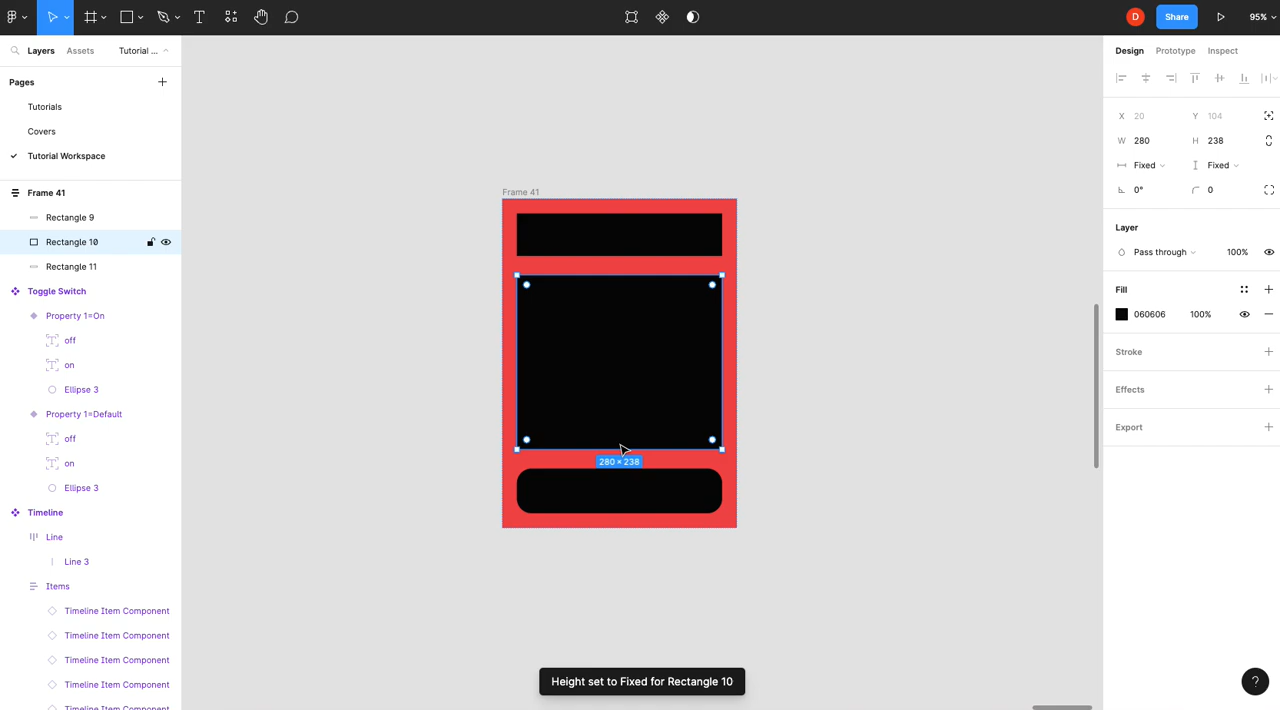 Share
95%
Layers
Assets
Tutorial ...
Pages
Tutorials
Covers
Tutorial Workspace
Frame 41
Rectangle 9
Rectangle 10
Rectangle 11
Toggle Switch
Property 1=On
off
on
Ellipse 3
Property 1=Default
off
on
Ellipse 3
Timeline
Line
Line 3
Items
Timeline Item Component
Timeline Item Component
Timeline Item Component
Timeline Item Component
Timeline Item Component
Frame 41
280 × 238
Height set to Fixed for Rectangle 10
D
Design
Prototype
Inspect
X 20
Y 104
W 280
H 238
Fixed
Fixed
0°
0
Layer
Pass through
100%
Fill
060606
100%
Stroke
Effects
Export
?